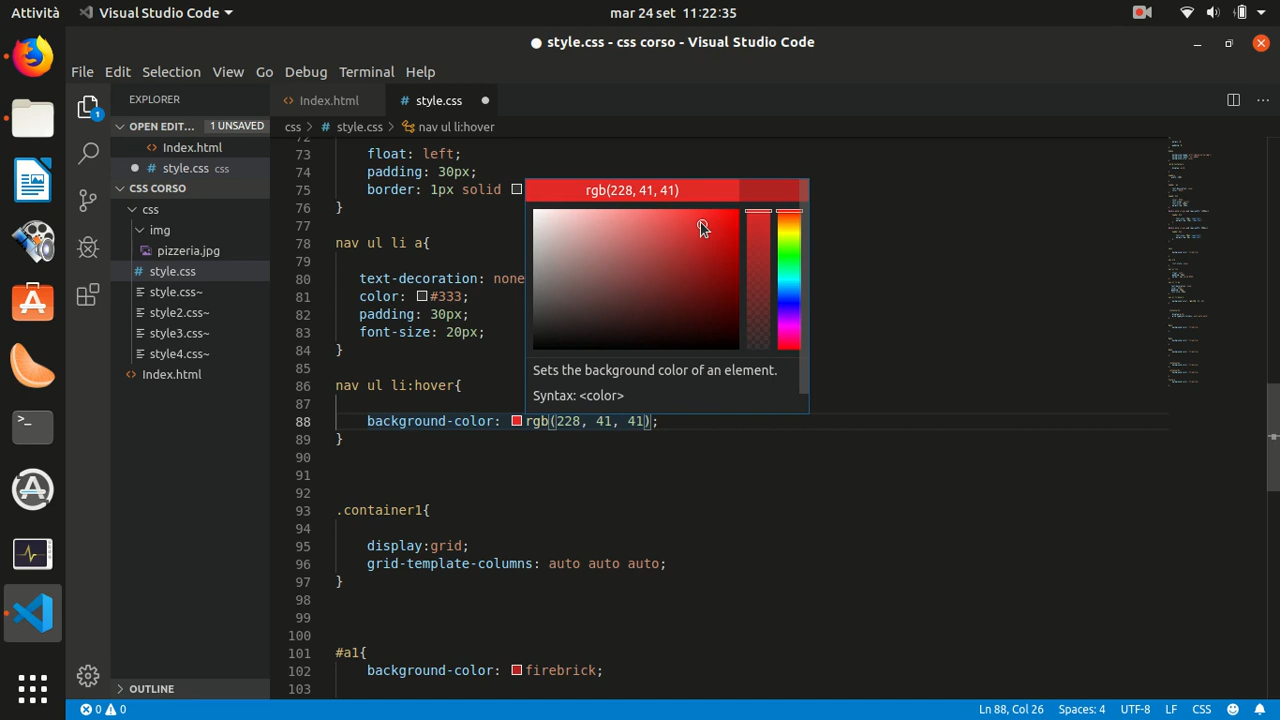 Attività
Visual Studio Code
mar 24 set 11:22:35
● style.css - css corso - Visual Studio Code
File Edit Selection View Go Debug Terminal Help
EXPLORER
Index.html
style.css
1
OPEN EDIT... 1 UNSAVED
Index.html
style.css css
CSS CORSO
css
img
pizzeria.jpg
style.css
style.css~
style2.css~
style3.css~
style4.css~
Index.html
OUTLINE
css > style.css > nav ul li:hover
72
73 float: left;
74 padding: 30px;
75 border: 1px solid
76 }
77
78 nav ul li a{
79
80 text-decoration: none
81 color: #333;
82 padding: 30px;
83 font-size: 20px;
84 }
85
86 nav ul li:hover{
87
88 background-color: rgb(228, 41, 41);
89 }
90
91
92
93 .container1{
94
95 display:grid;
96 grid-template-columns: auto auto auto;
97 }
98
99
100
101 #a1{
102 background-color: firebrick;
103
rgb(228, 41, 41)
Sets the background color of an element.
Syntax: <color>
0 0
Ln 88, Col 26 Spaces: 4 UTF-8 LF CSS